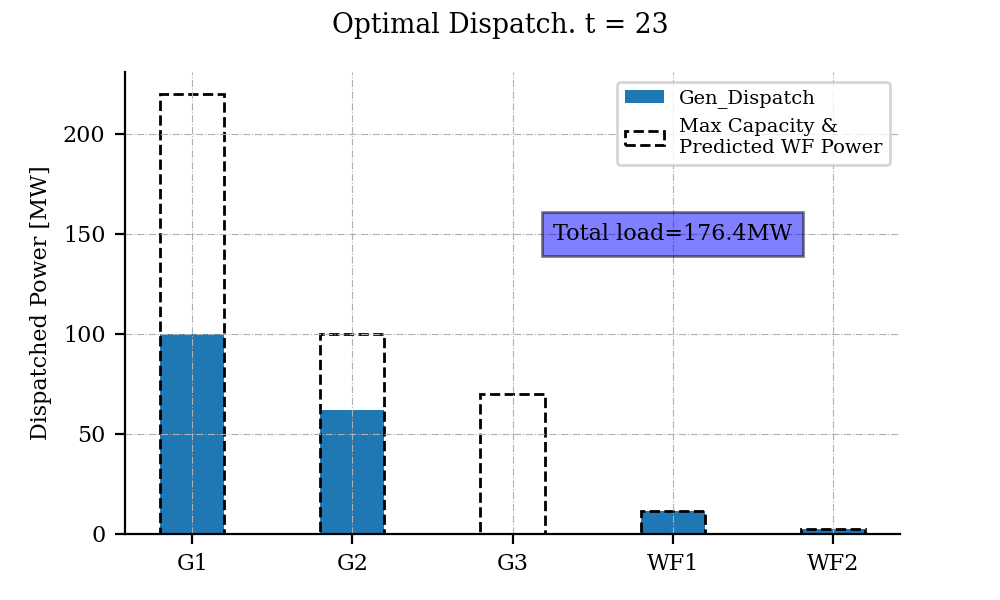 Optimal Dispatch. t = 23
Gen_Dispatch
Max Capacity &
Predicted WF Power
Total load=176.4MW
Dispatched Power [MW]
200
150
100
50
0
G1
G2
G3
WF1
WF2